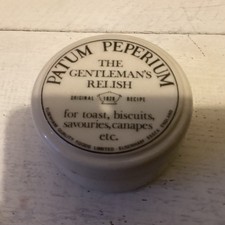 PATUM PEPERIUM
THE
GENTLEMAN'S
RELISH
ORIGINAL 1828 RECIPE
for toast, biscuits,
savouries, canapes
etc.